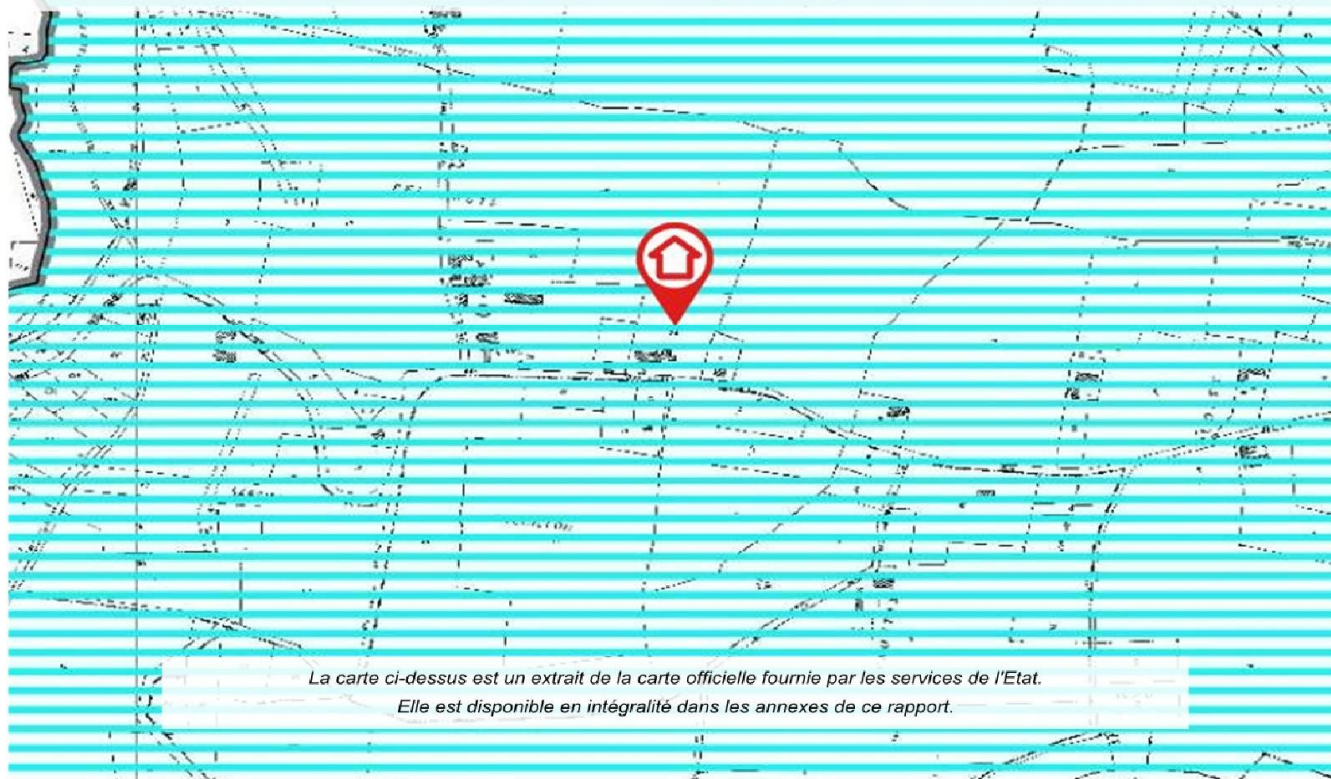 La carte ci-dessus est un extrait de la carte officielle fournie par les services de l'Etat.
Elle est disponible en intégralité dans les annexes de ce rapport.